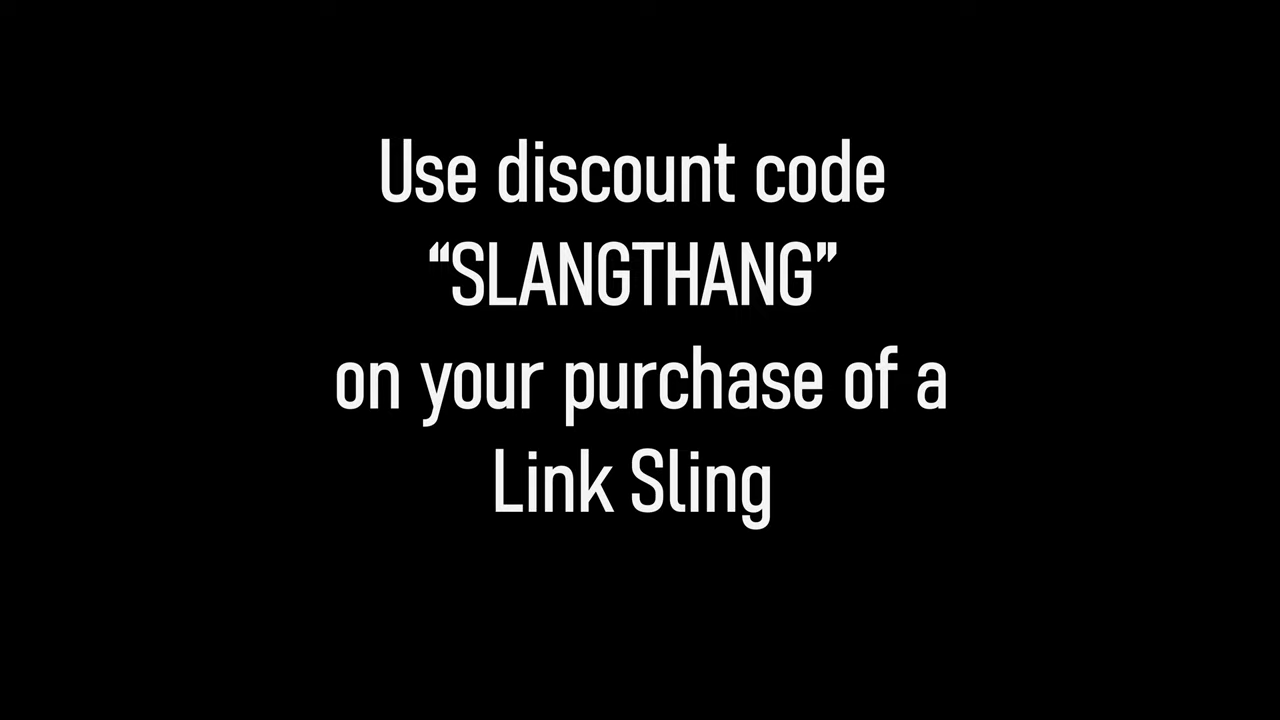 Use discount code
“SLANGTHANG”
on your purchase of a
Link Sling